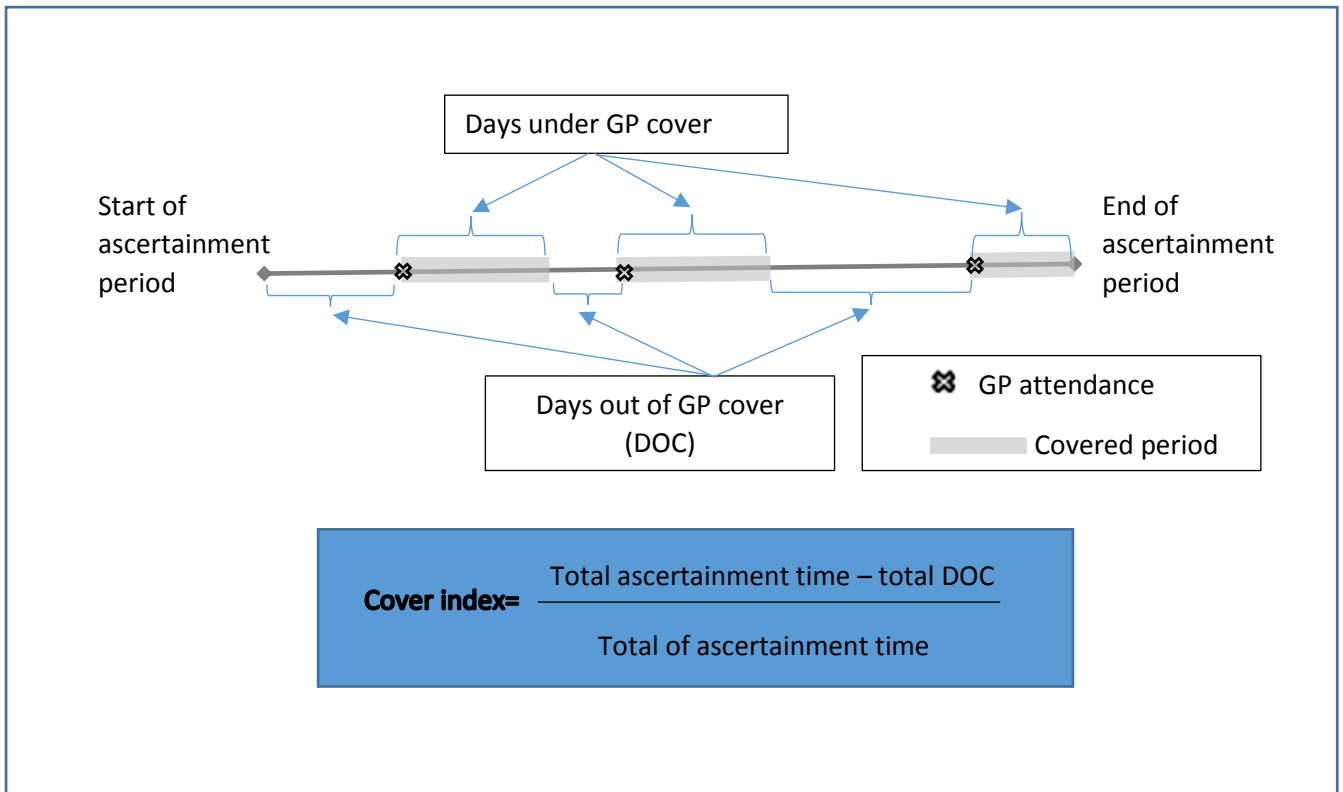 Days under GP cover
Start of
ascertainment
period
End of
ascertainment
period
Days out of GP cover
(DOC)
GP attendance
Covered period
Cover index=
Total ascertainment time – total DOC
Total of ascertainment time